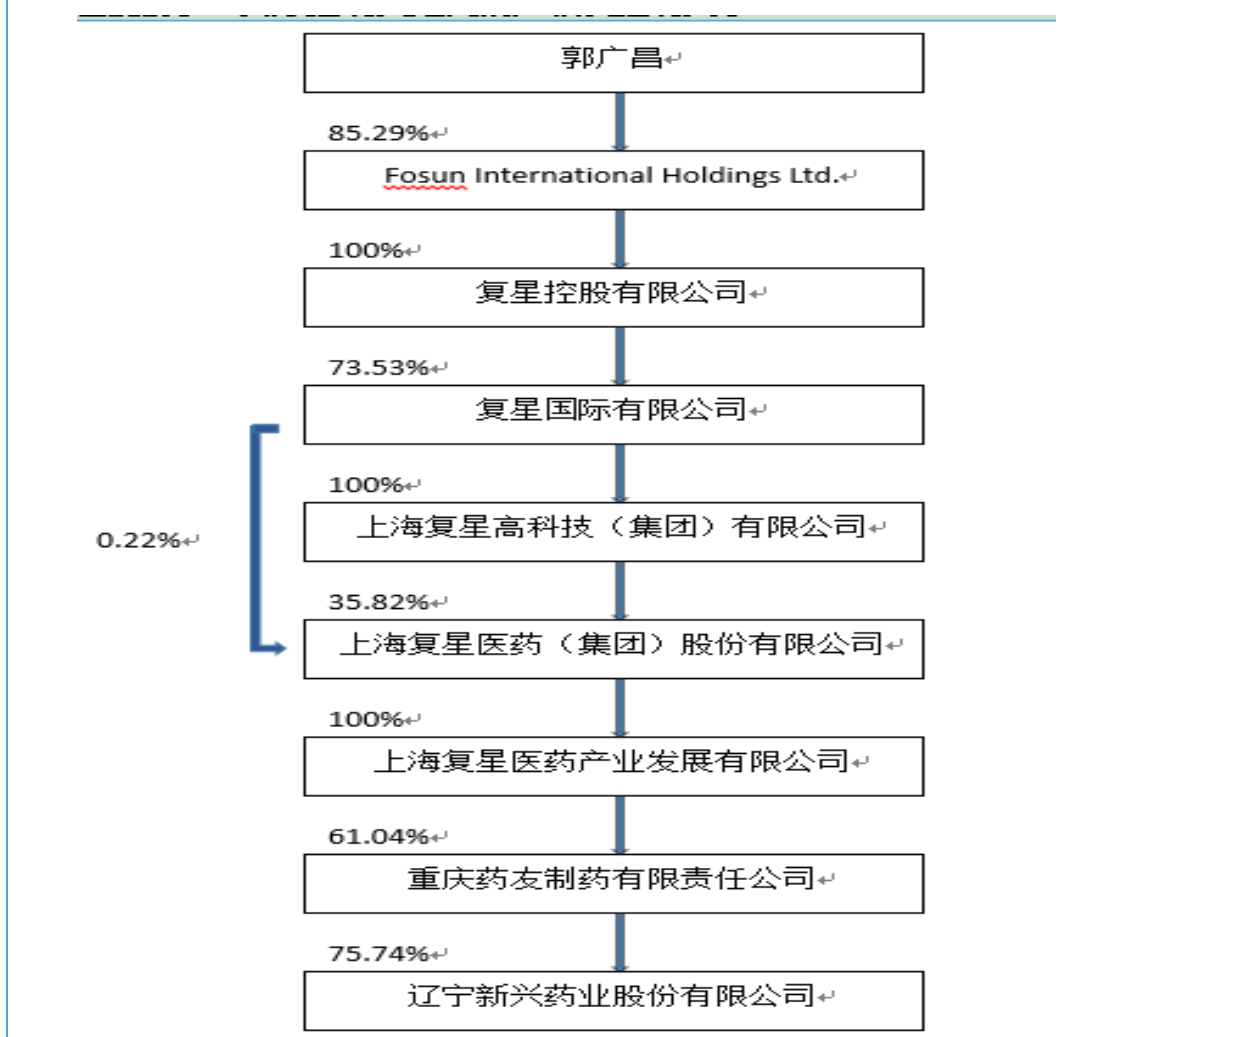 郭广昌
85.29%
Fosun International Holdings Ltd.
100%
复星控股有限公司
73.53%
复星国际有限公司
100%
上海复星高科技（集团）有限公司
0.22%
35.82%
上海复星医药（集团）股份有限公司
100%
上海复星医药产业发展有限公司
61.04%
重庆药友制药有限责任公司
75.74%
辽宁新兴药业股份有限公司